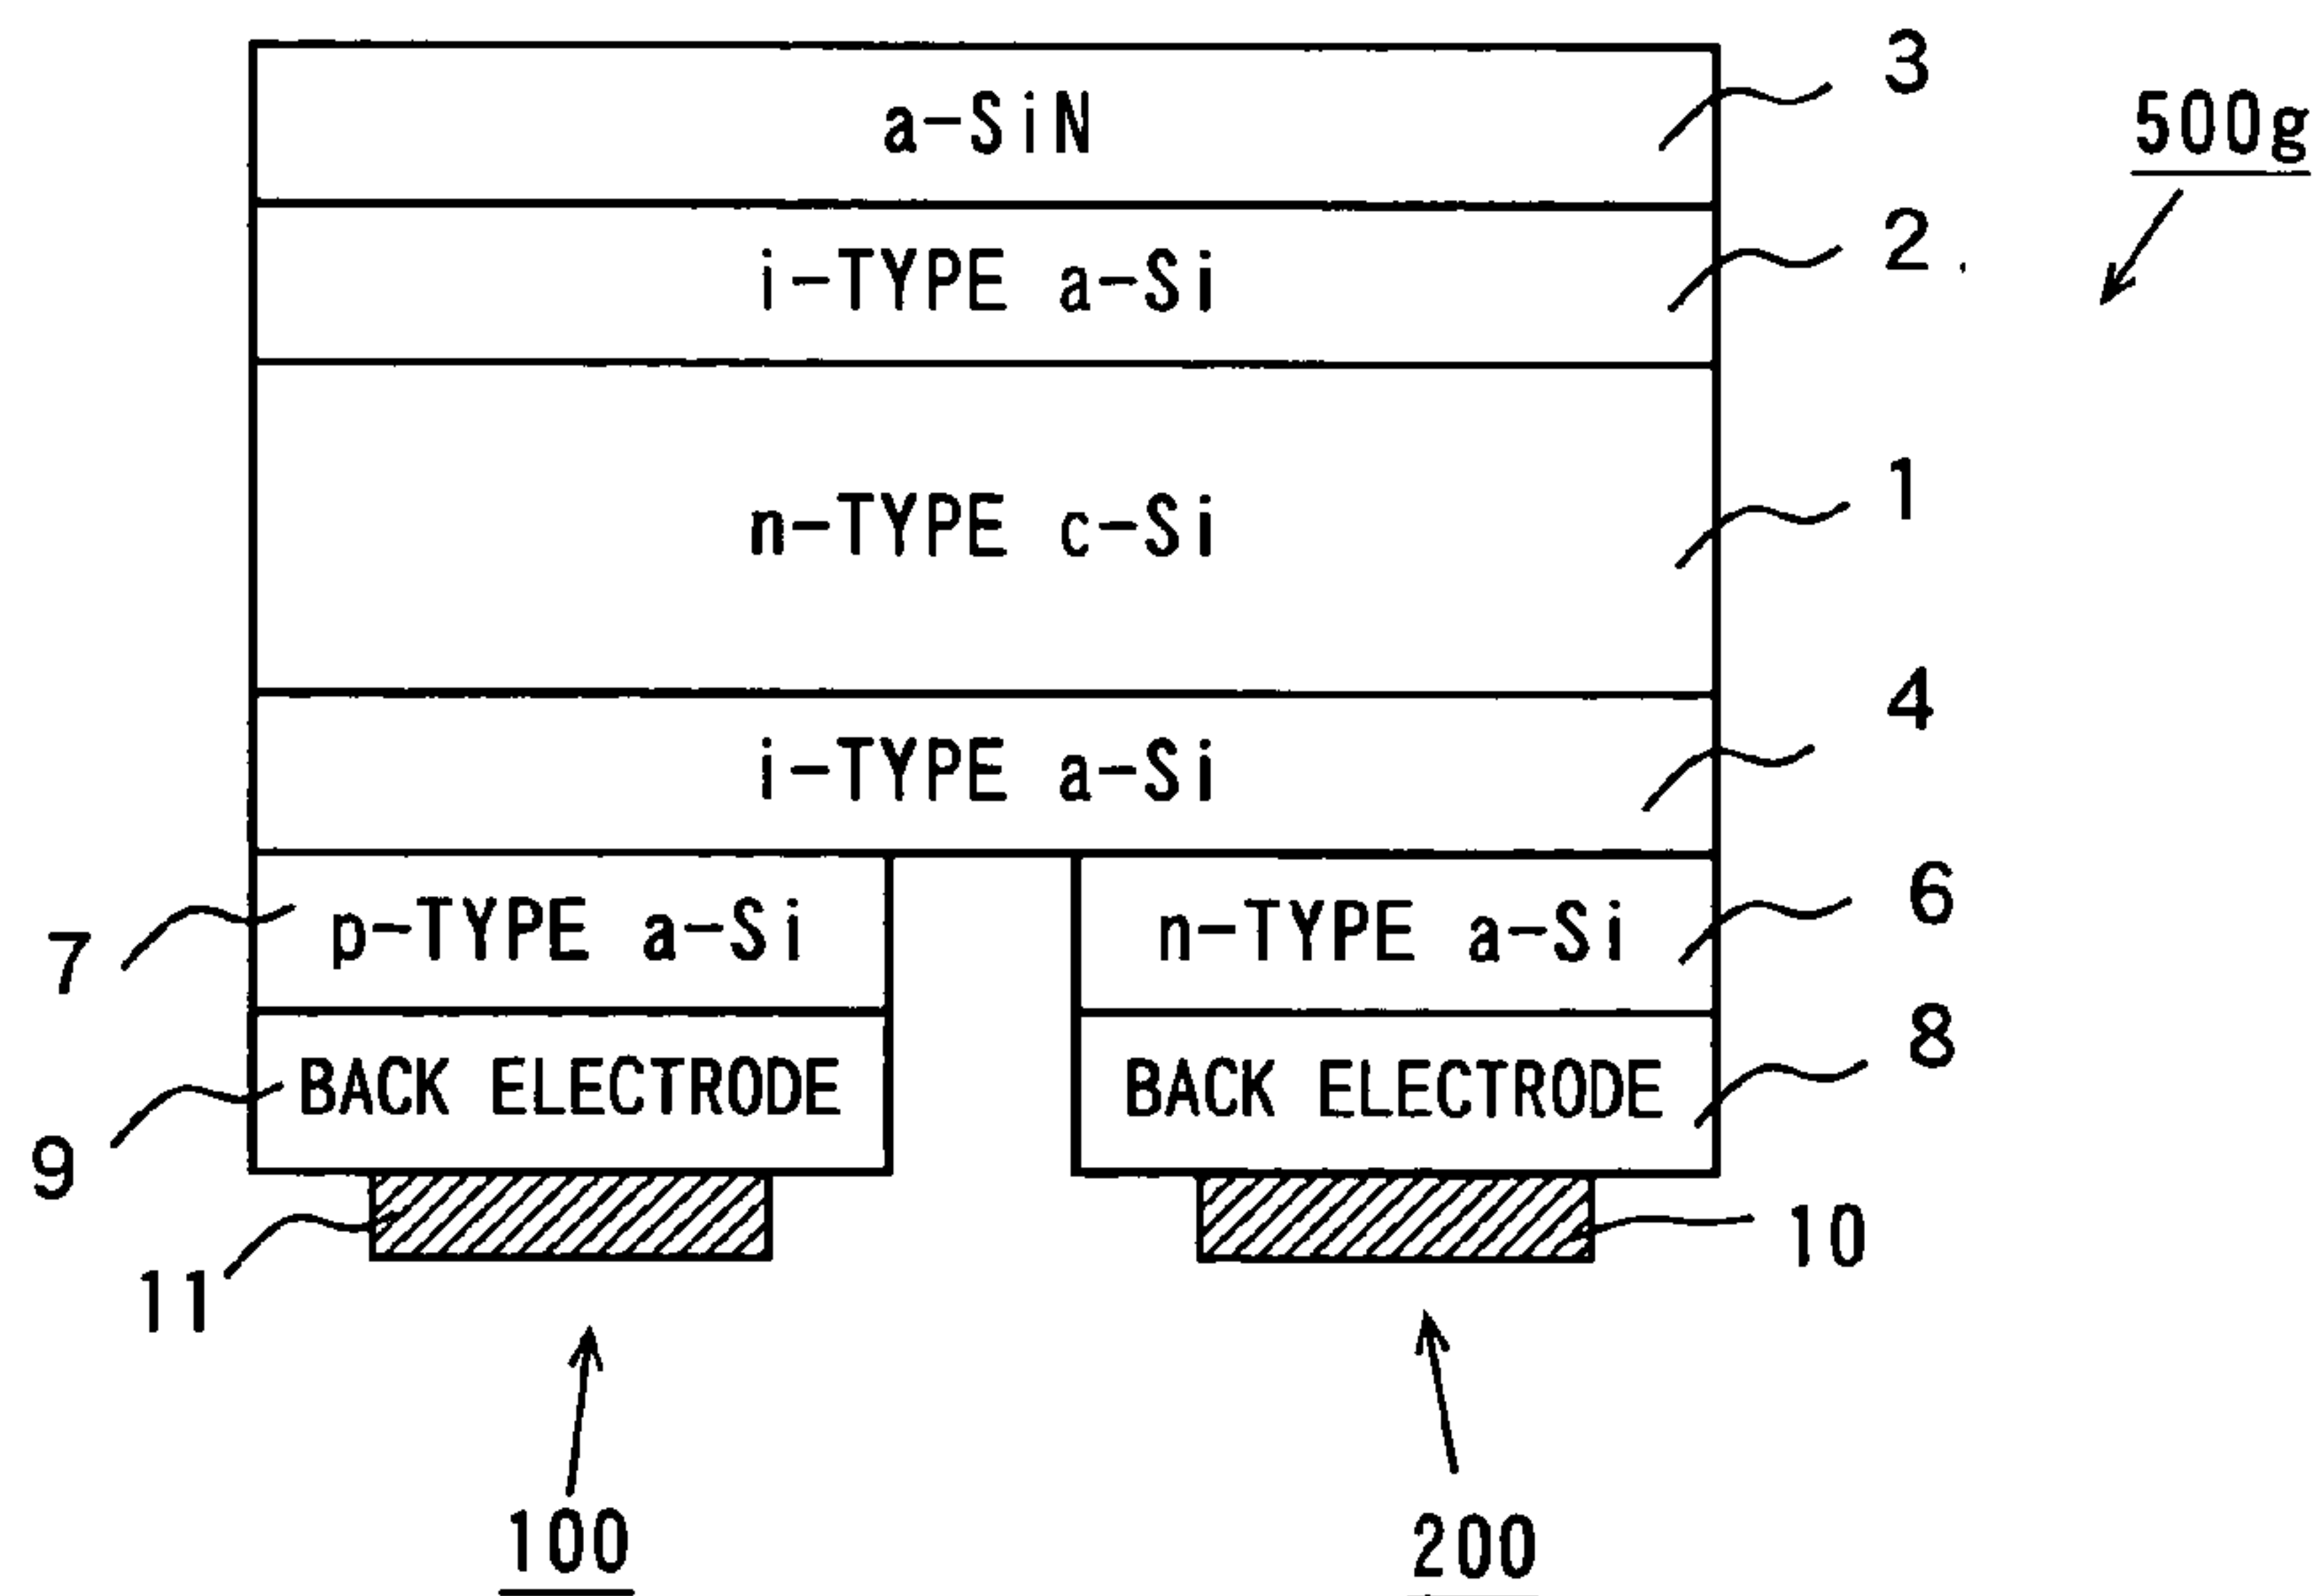 3
a-SiN
500g
2
i-TYPE a-Si
1
n-TYPE c-Si
4
i-TYPE a-Si
6
7
p-TYPE a-Si
n-TYPE a-Si
8
BACK ELECTRODE
BACK ELECTRODE
9
10
11
100
200